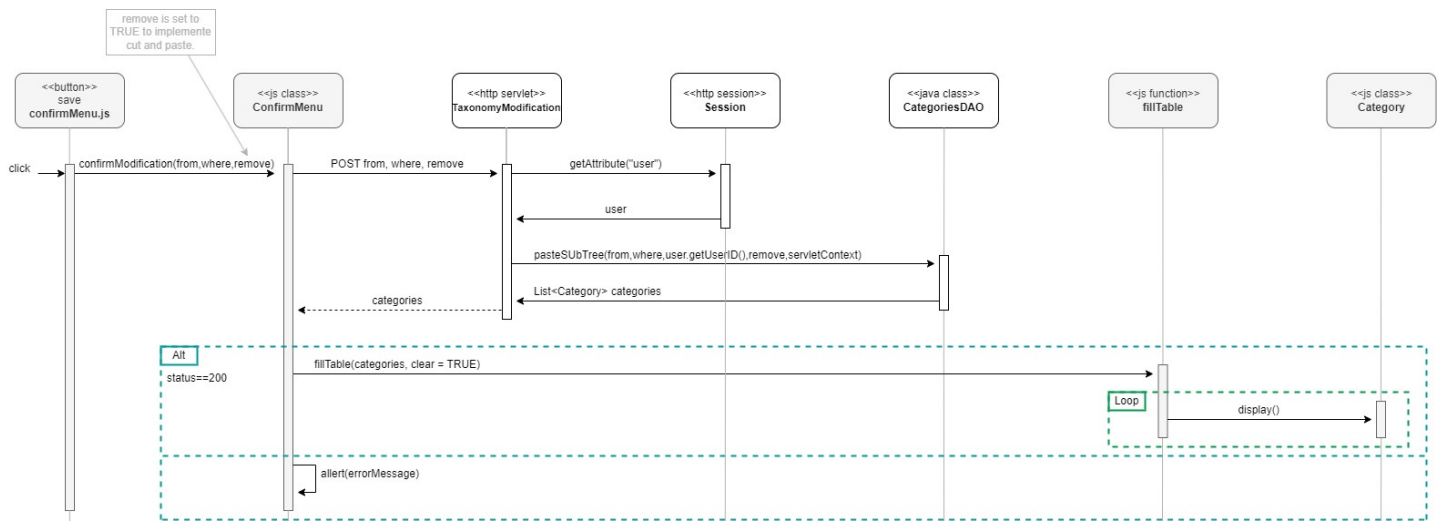 remove is set to
TRUE to implemente
cut and paste.
<<button>>
save
confirmMenu.js
<<js class>>
ConfirmMenu
<<http servlet>>
TaxonomyModification
<<http session>>
Session
<<java class>>
CategoriesDAO
<<js function>>
fillTable
<<js class>>
Category
click
confirmModification(from,where,remove)
POST from, where, remove
getAttribute("user")
user
pasteSUbTree(from,where,user.getUserID(),remove,servletContext)
List<Category> categories
categories
Alt
status==200
fillTable(categories, clear = TRUE)
Loop
display()
allert(errorMessage)